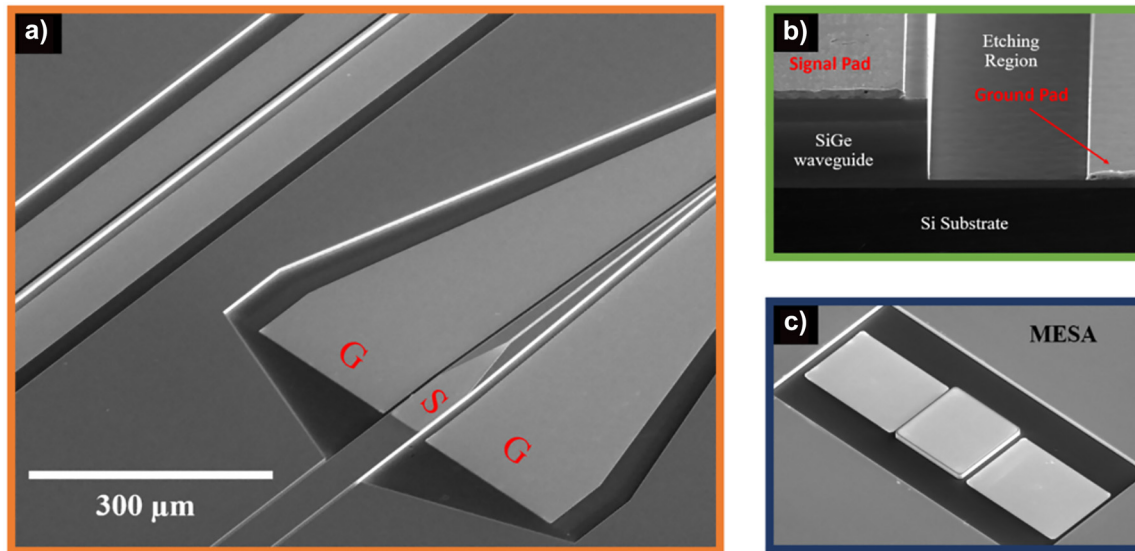 a)
G
S
G
300 µm
b)
Signal Pad
Etching
Region
Ground Pad
SiGe
waveguide
Si Substrate
c)
MESA